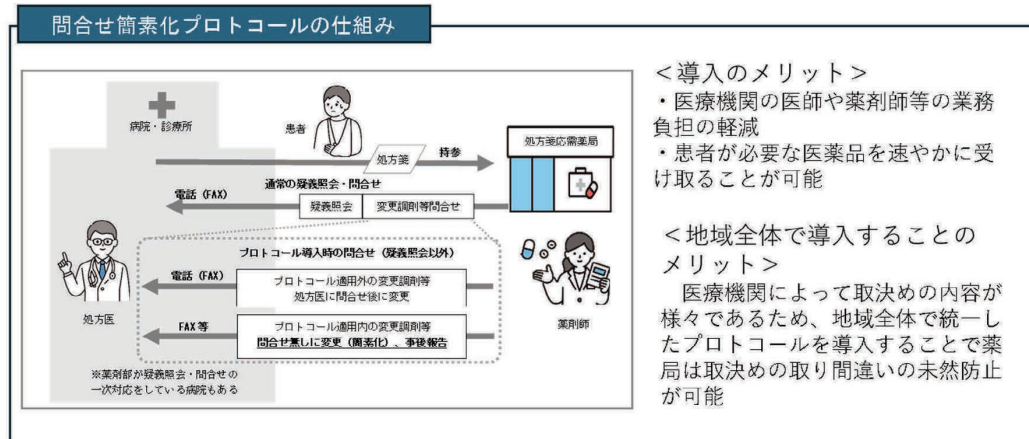 問合せ簡素化プロトコールの仕組み
病院・診療所
患者
処方箋
持参
処方箋応需薬局
通常の疑義照会・問合せ
電話（FAX）
疑義照会
変更調剤等問合せ
プロトコール導入時の問合せ（疑義照会以外）
電話（FAX）
プロトコール適用外の変更調剤等
処方医に問合せ後に変更
処方医
FAX 等
プロトコール適用内の変更調剤等
問合せ無しに変更（簡素化）、事後報告
薬剤師
※薬剤部が疑義照会・問合せの
一次対応をしている病院もある
＜導入のメリット＞
・医療機関の医師や薬剤師等の業務
負担の軽減
・患者が必要な医薬品を速やかに受
け取ることが可能
＜地域全体で導入することの
メリット＞
医療機関によって取決めの内容が
様々であるため、地域全体で統一し
たプロトコールを導入することで薬
局は取決めの取り間違いの未然防止
が可能